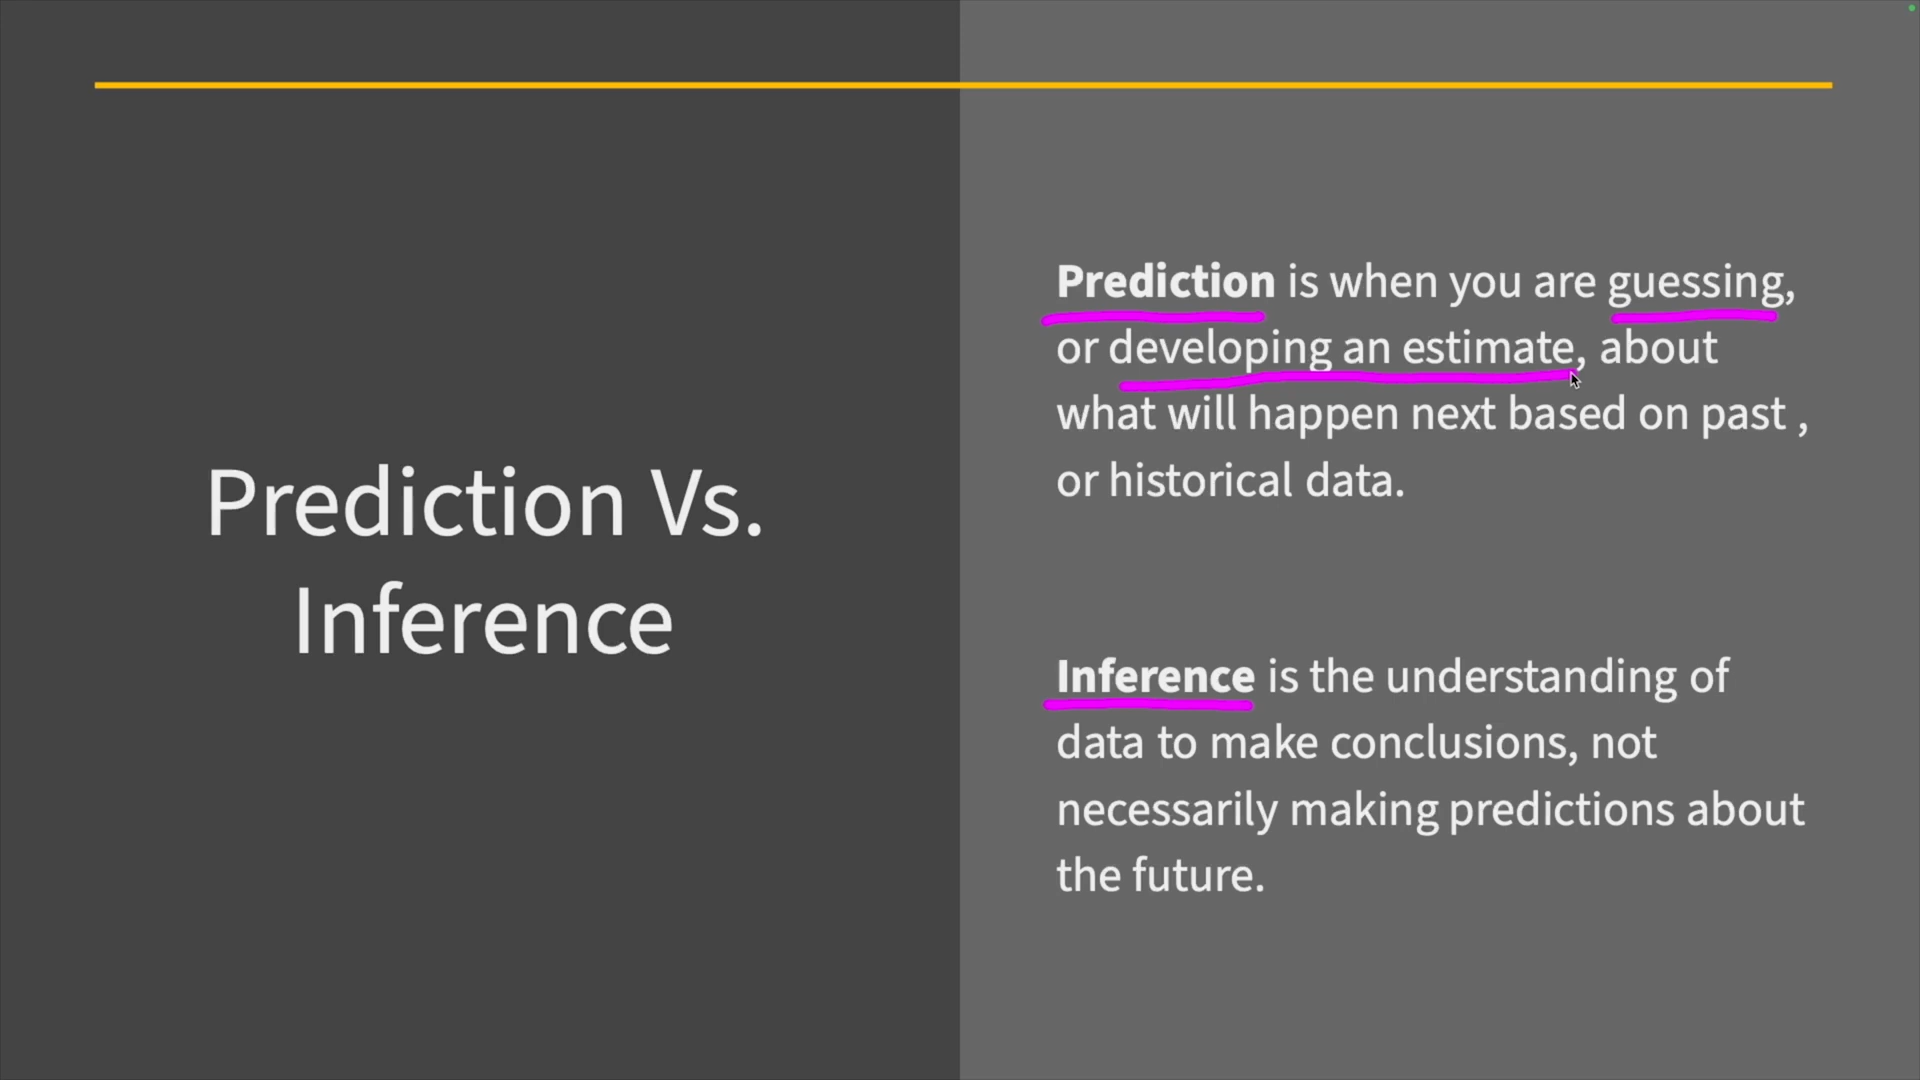 Prediction Vs.
Inference
Prediction is when you are guessing,
or developing an estimate, about
what will happen next based on past ,
or historical data.
Inference is the understanding of
data to make conclusions, not
necessarily making predictions about
the future.